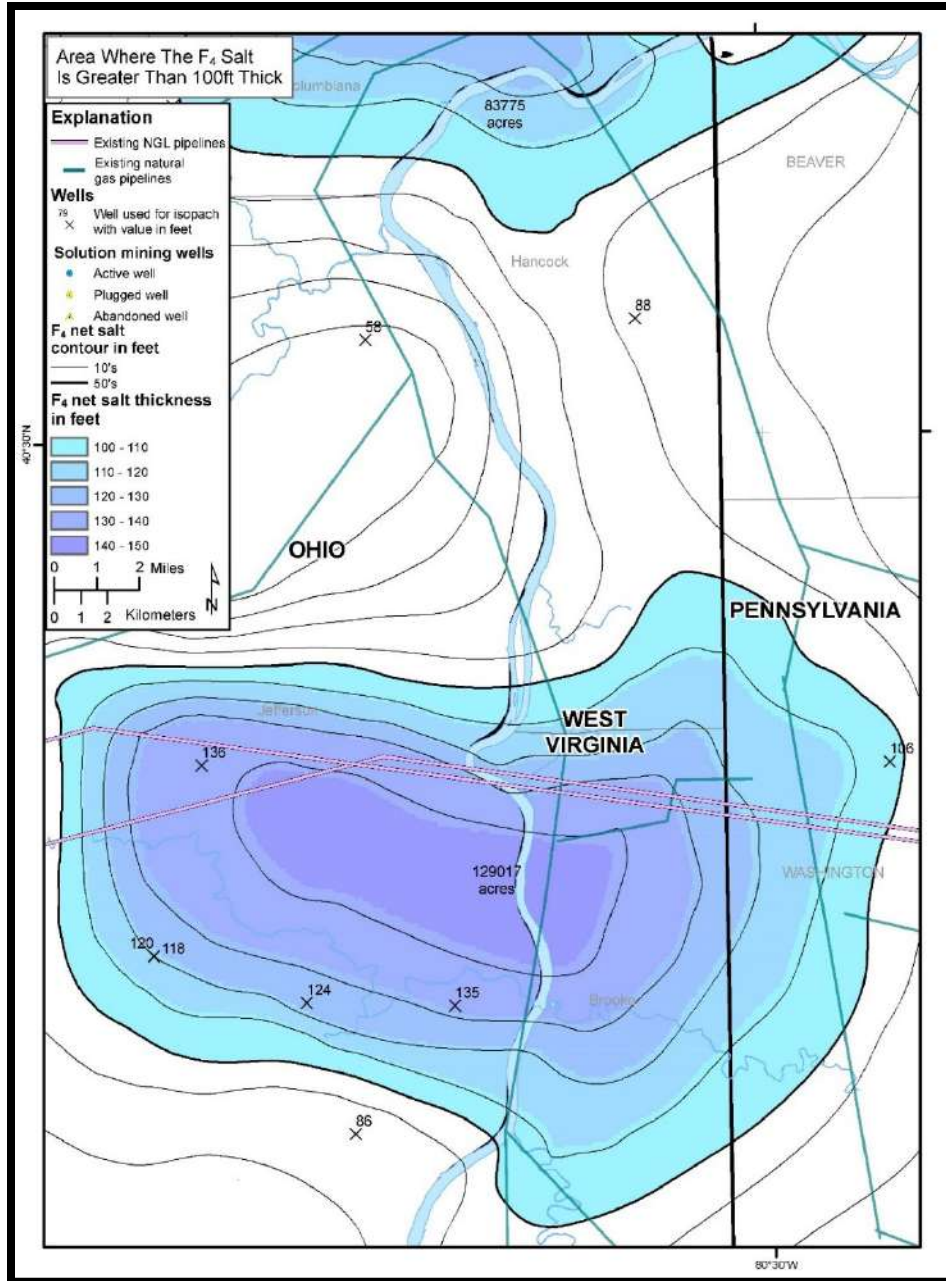 Area Where The F₄ Salt
Is Greater Than 100ft Thick
Explanation
Existing NGL pipelines
Existing natural
gas pipelines
Wells
79
Well used for isopach
with value in feet
Solution mining wells
Active well
Plugged well
Abandoned well
F₄ net salt
contour in feet
10's
50's
F₄ net salt thickness
in feet
100 - 110
110 - 120
120 - 130
130 - 140
140 - 150
0 1 2 Miles
0 1 2 Kilometers
N
83775
acres
BEAVER
Hancock
88
58
40°30'N
OHIO
PENNSYLVANIA
Jefferson
WEST
VIRGINIA
136
106
129017
acres
WASHINGTON
120 118
124
135
Brooke
86
80°30'W